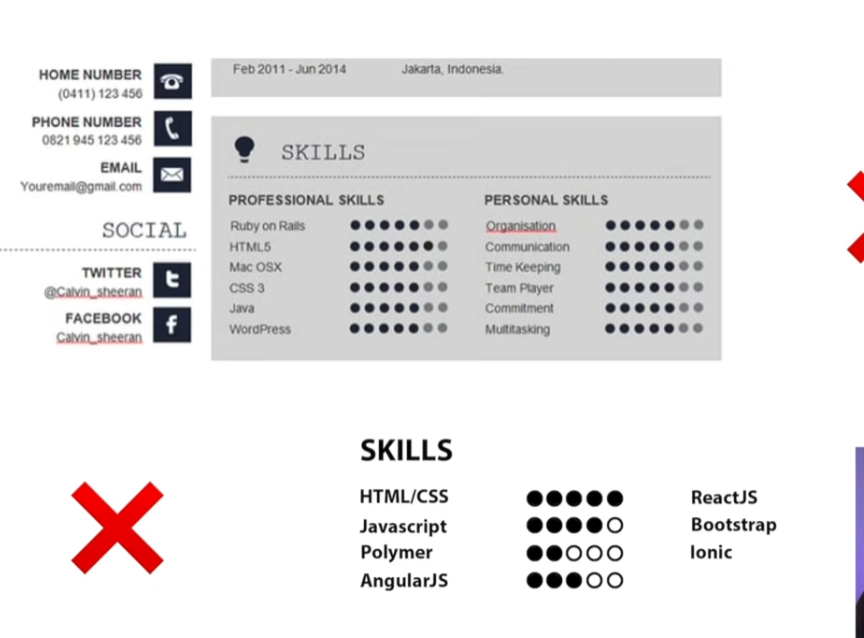 HOME NUMBER
(0411) 123 456
PHONE NUMBER
0821 945 123 456
EMAIL
Youremail@gmail.com
SOCIAL
TWITTER
@Calvin_sheeran
FACEBOOK
Calvin_sheeran
Feb 2011 - Jun 2014 Jakarta, Indonesia.
SKILLS
PROFESSIONAL SKILLS
Ruby on Rails
HTML5
Mac OSX
CSS 3
Java
WordPress
PERSONAL SKILLS
Organisation
Communication
Time Keeping
Team Player
Commitment
Multitasking
SKILLS
HTML/CSS
Javascript
Polymer
AngularJS
ReactJS
Bootstrap
Ionic